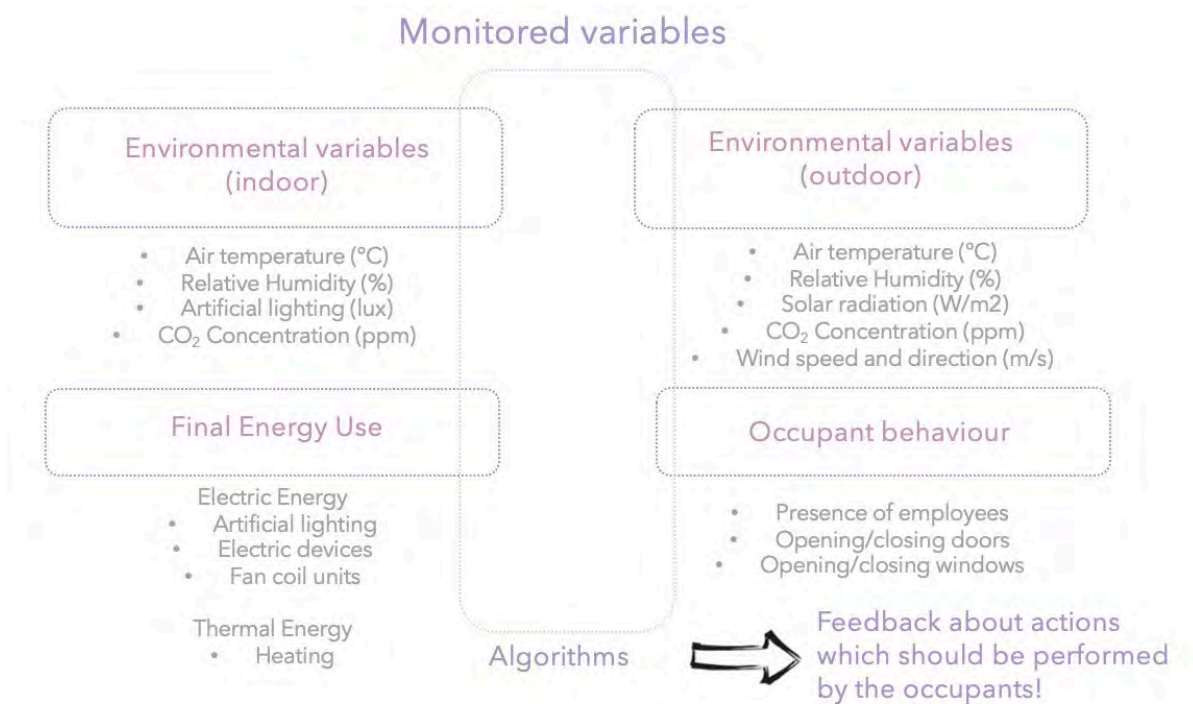 Monitored variables
Environmental variables
(indoor)
• Air temperature (°C)
• Relative Humidity (%)
• Artificial lighting (lux)
• CO₂ Concentration (ppm)
Environmental variables
(outdoor)
• Air temperature (°C)
• Relative Humidity (%)
• Solar radiation (W/m2)
• CO₂ Concentration (ppm)
• Wind speed and direction (m/s)
Final Energy Use
Electric Energy
• Artificial lighting
• Electric devices
• Fan coil units
Thermal Energy
• Heating
Occupant behaviour
• Presence of employees
• Opening/closing doors
• Opening/closing windows
Algorithms
Feedback about actions
which should be performed
by the occupants!